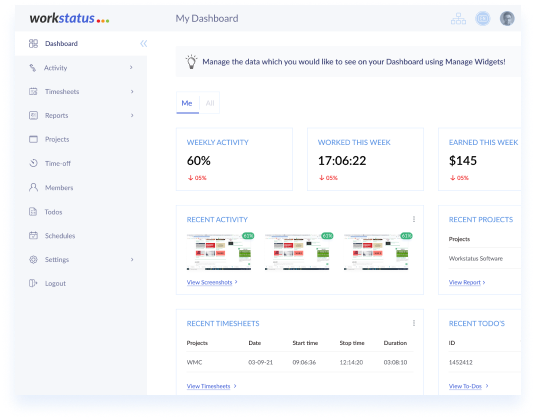 workstatus
My Dashboard
Dashboard
Activity
Timesheets
Reports
Projects
Time-off
Members
Todos
Schedules
Settings
Logout
Manage the data which you would like to see on your Dashboard using Manage Widgets!
Me All
WEEKLY ACTIVITY
60%
05%
WORKED THIS WEEK
17:06:22
05%
EARNED THIS WEEK
$145
05%
RECENT ACTIVITY
61% 61% 61%
View Screenshots >
RECENT PROJECTS
Projects
Workstatus Software
View Report >
RECENT TIMESHEETS
Projects Date Start time Stop time Duration
WMC 03-09-21 09:06:36 12:14:20 03:08:10
View Timesheets >
RECENT TODO'S
ID
1452412
View To-Dos >